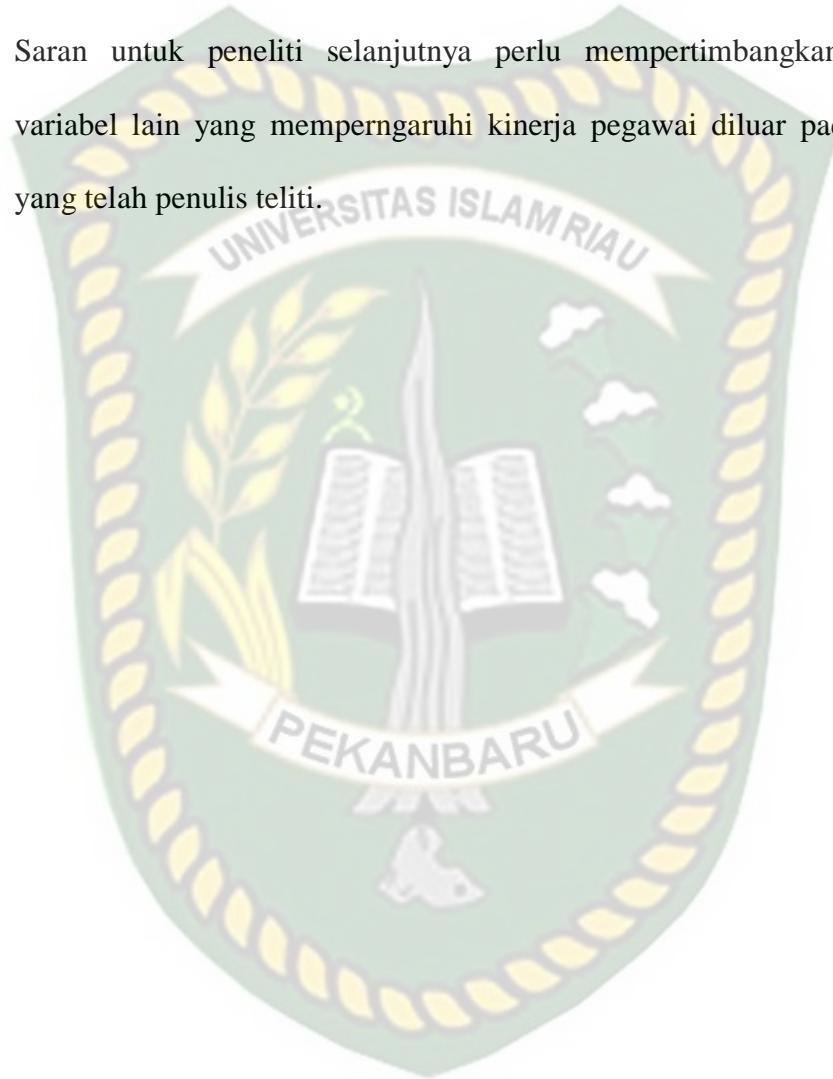 Saran untuk peneliti selanjutnya perlu mempertimbangkan
variabel lain yang memperngaruhi kinerja pegawai diluar pad
yang telah penulis teliti.
UNIVERSITAS ISLAM RIAU
PEKANBARU